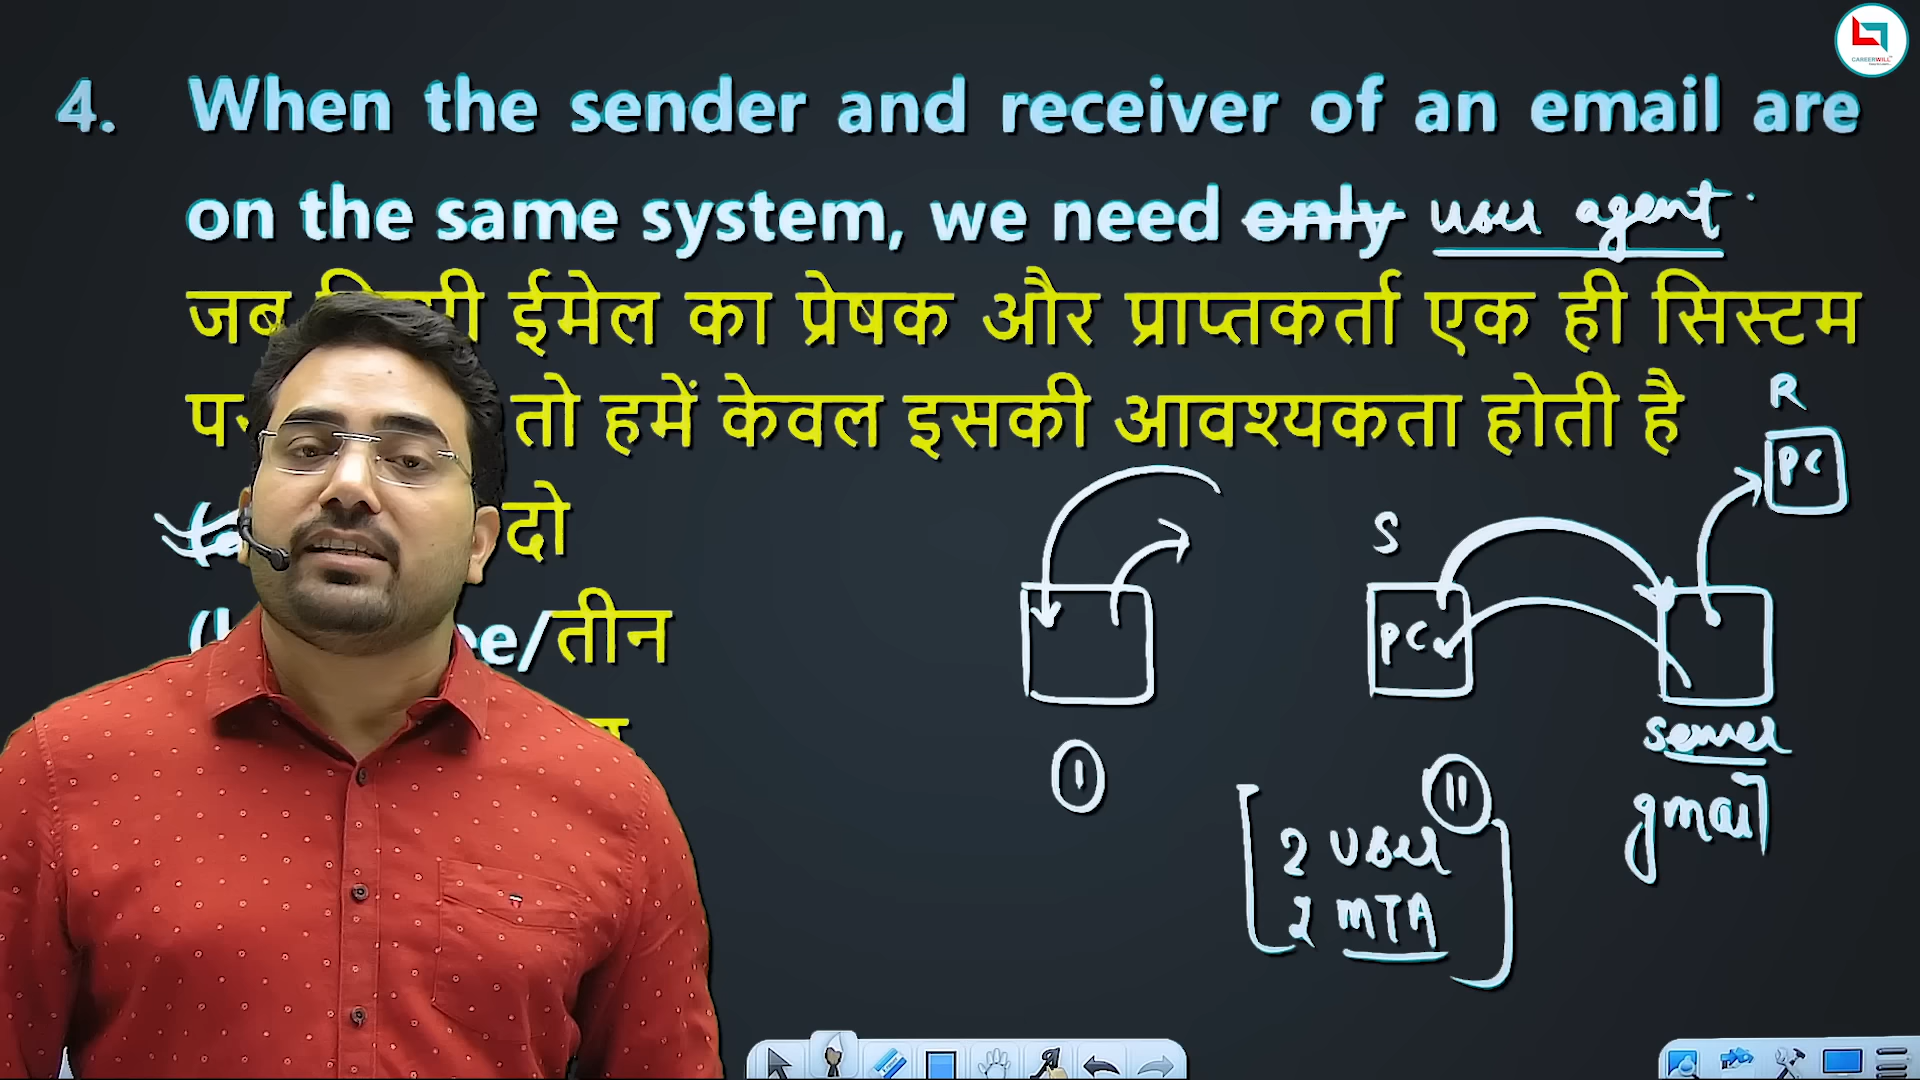 CAREERWILL
4. When the sender and receiver of an email are
on the same system, we need only user agent
जब ईमेल का प्रेषक और प्राप्तकर्ता एक ही सिस्टम
तो हमें केवल इसकी आवश्यकता होती है
दो
/तीन
R
PC
S
PC
server
gmail
I
II
2 user
2 MTA